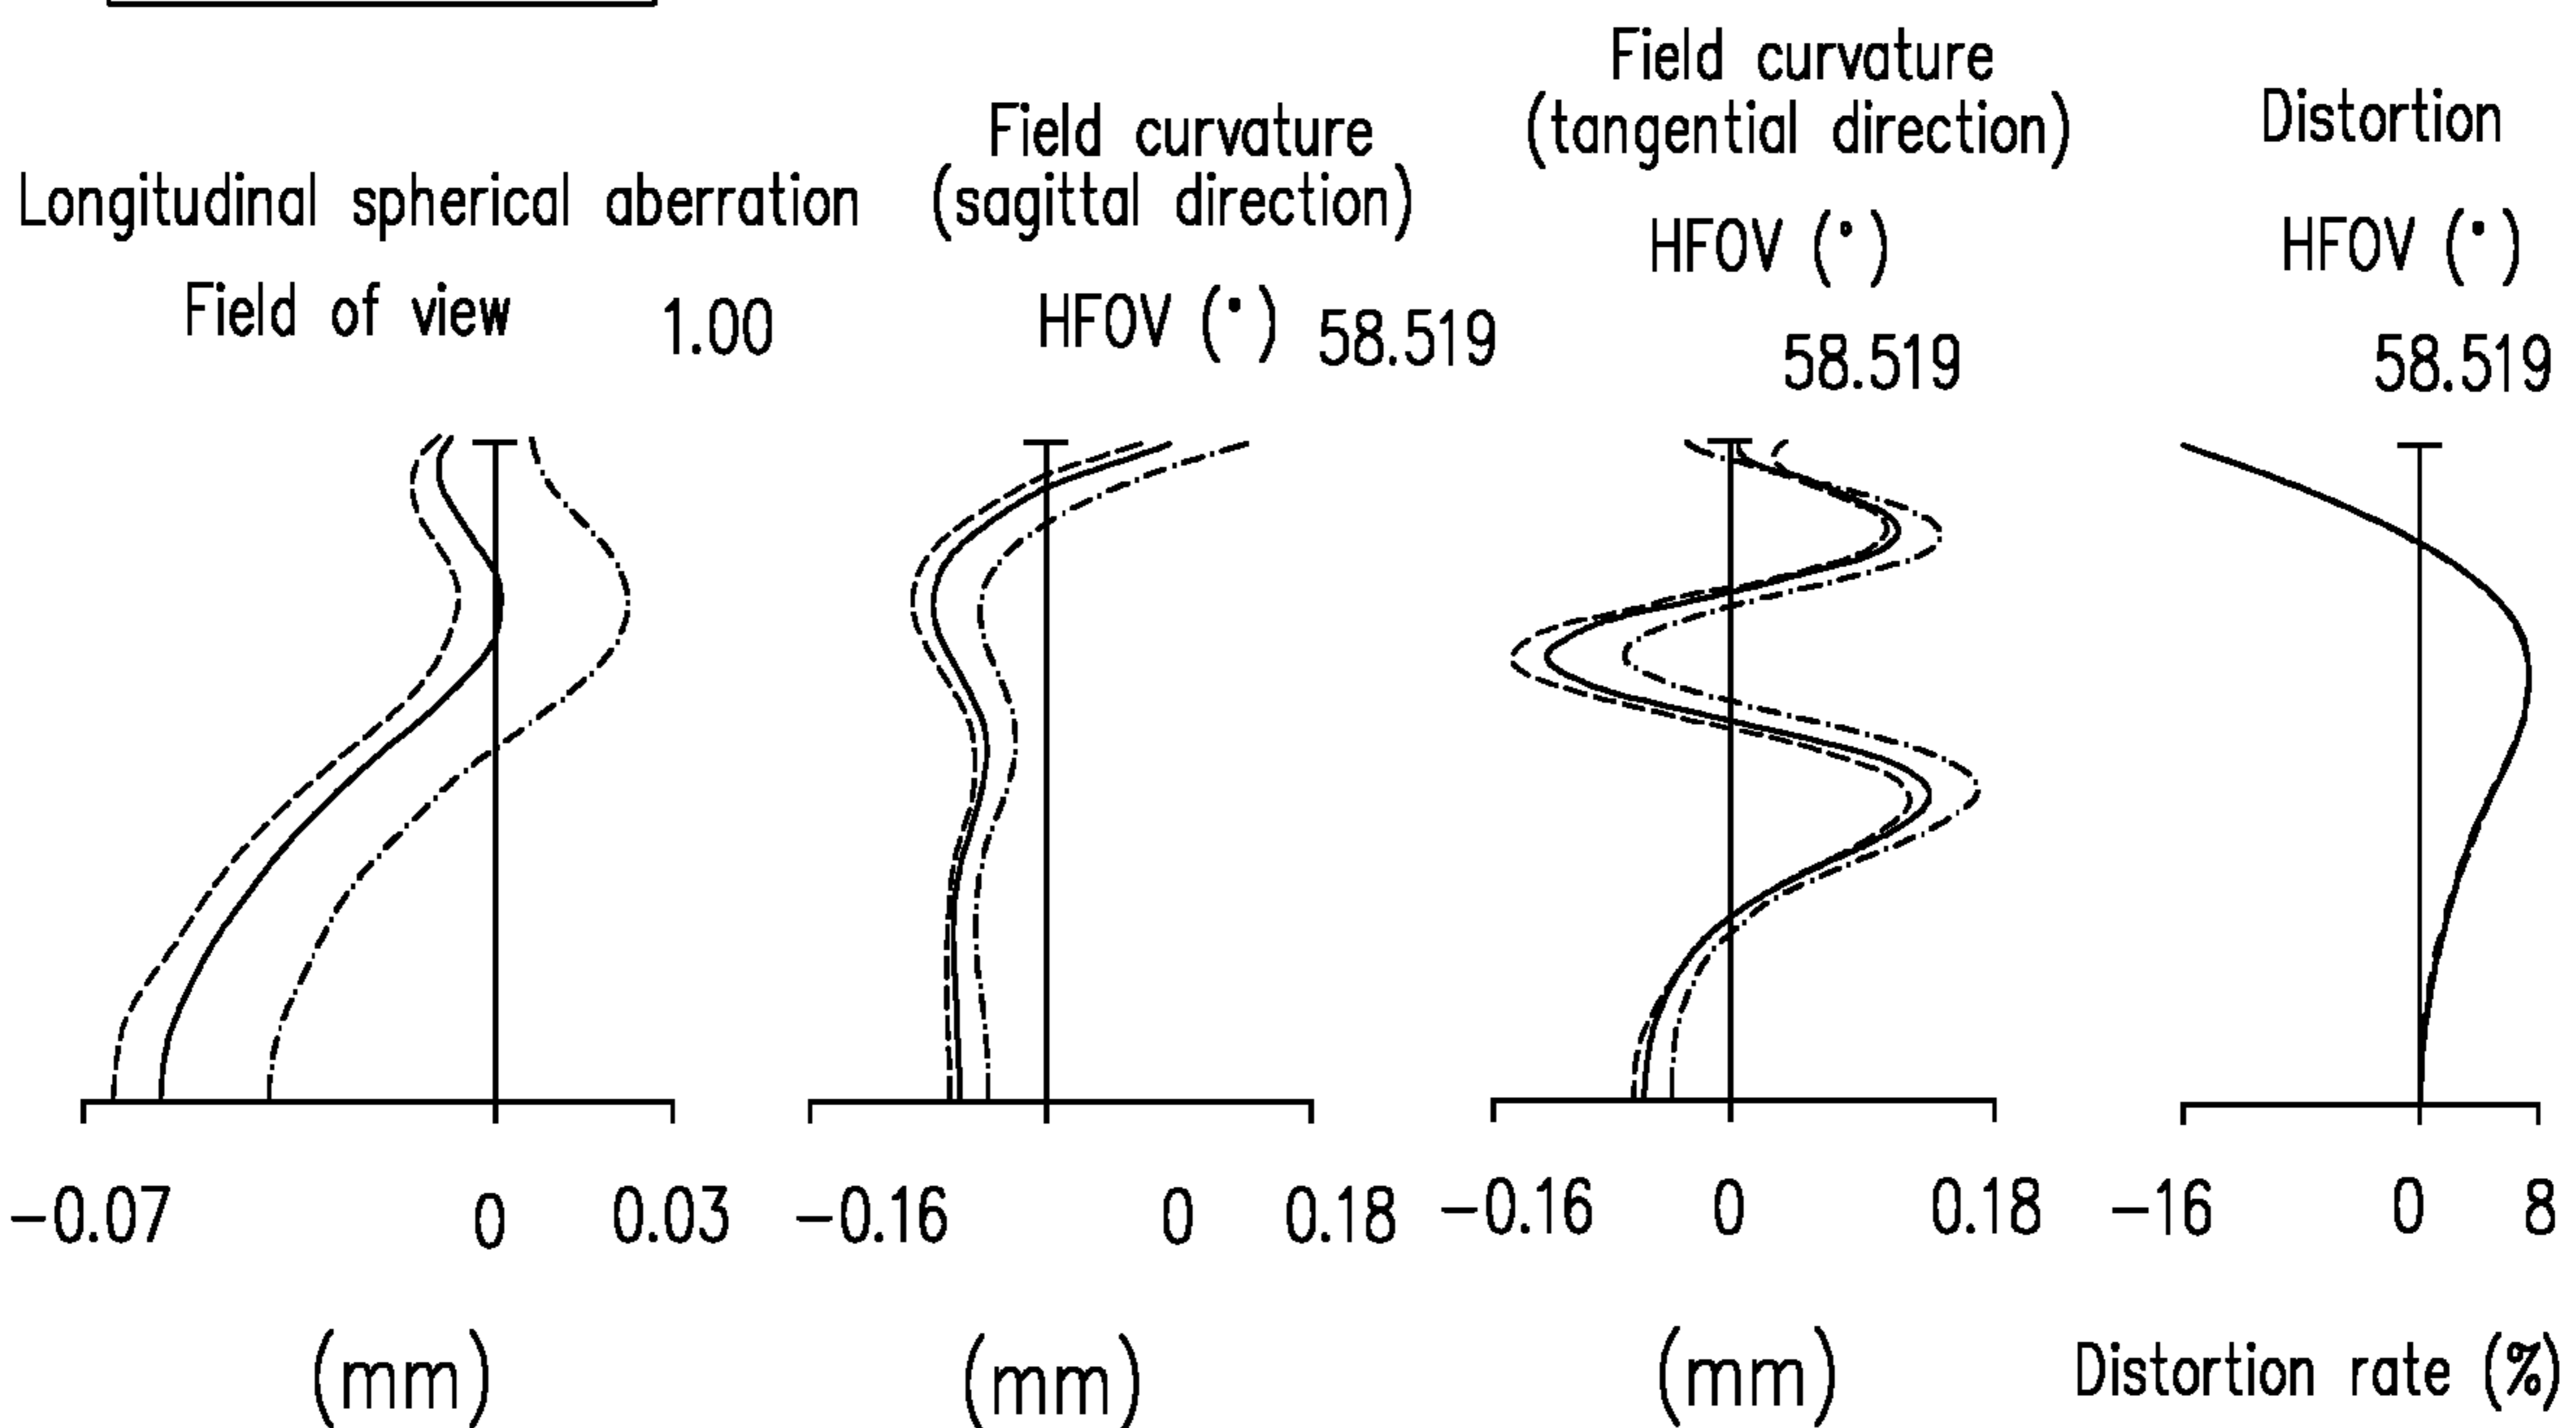 Longitudinal spherical aberration
Field of view 1.00
-0.07 0 0.03
(mm)
Field curvature
(sagittal direction)
HFOV (°) 58.519
-0.16 0 0.18
(mm)
Field curvature
(tangential direction)
HFOV (°)
58.519
-0.16 0 0.18
(mm)
Distortion
HFOV (°)
58.519
-16 0 8
Distortion rate (%)